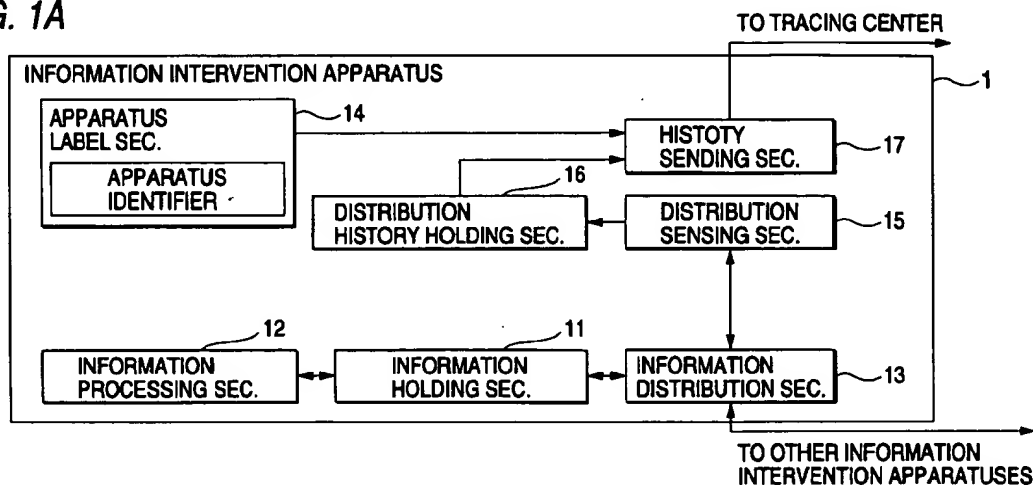 G. 1A
TO TRACING CENTER
INFORMATION INTERVENTION APPARATUS
1
APPARATUS
LABEL SEC.
14
APPARATUS
IDENTIFIER
HISTOTY
SENDING SEC.
17
16
DISTRIBUTION
HISTORY HOLDING SEC.
DISTRIBUTION
SENSING SEC.
15
12
INFORMATION
PROCESSING SEC.
11
INFORMATION
HOLDING SEC.
INFORMATION
DISTRIBUTION SEC.
13
TO OTHER INFORMATION
INTERVENTION APPARATUSES